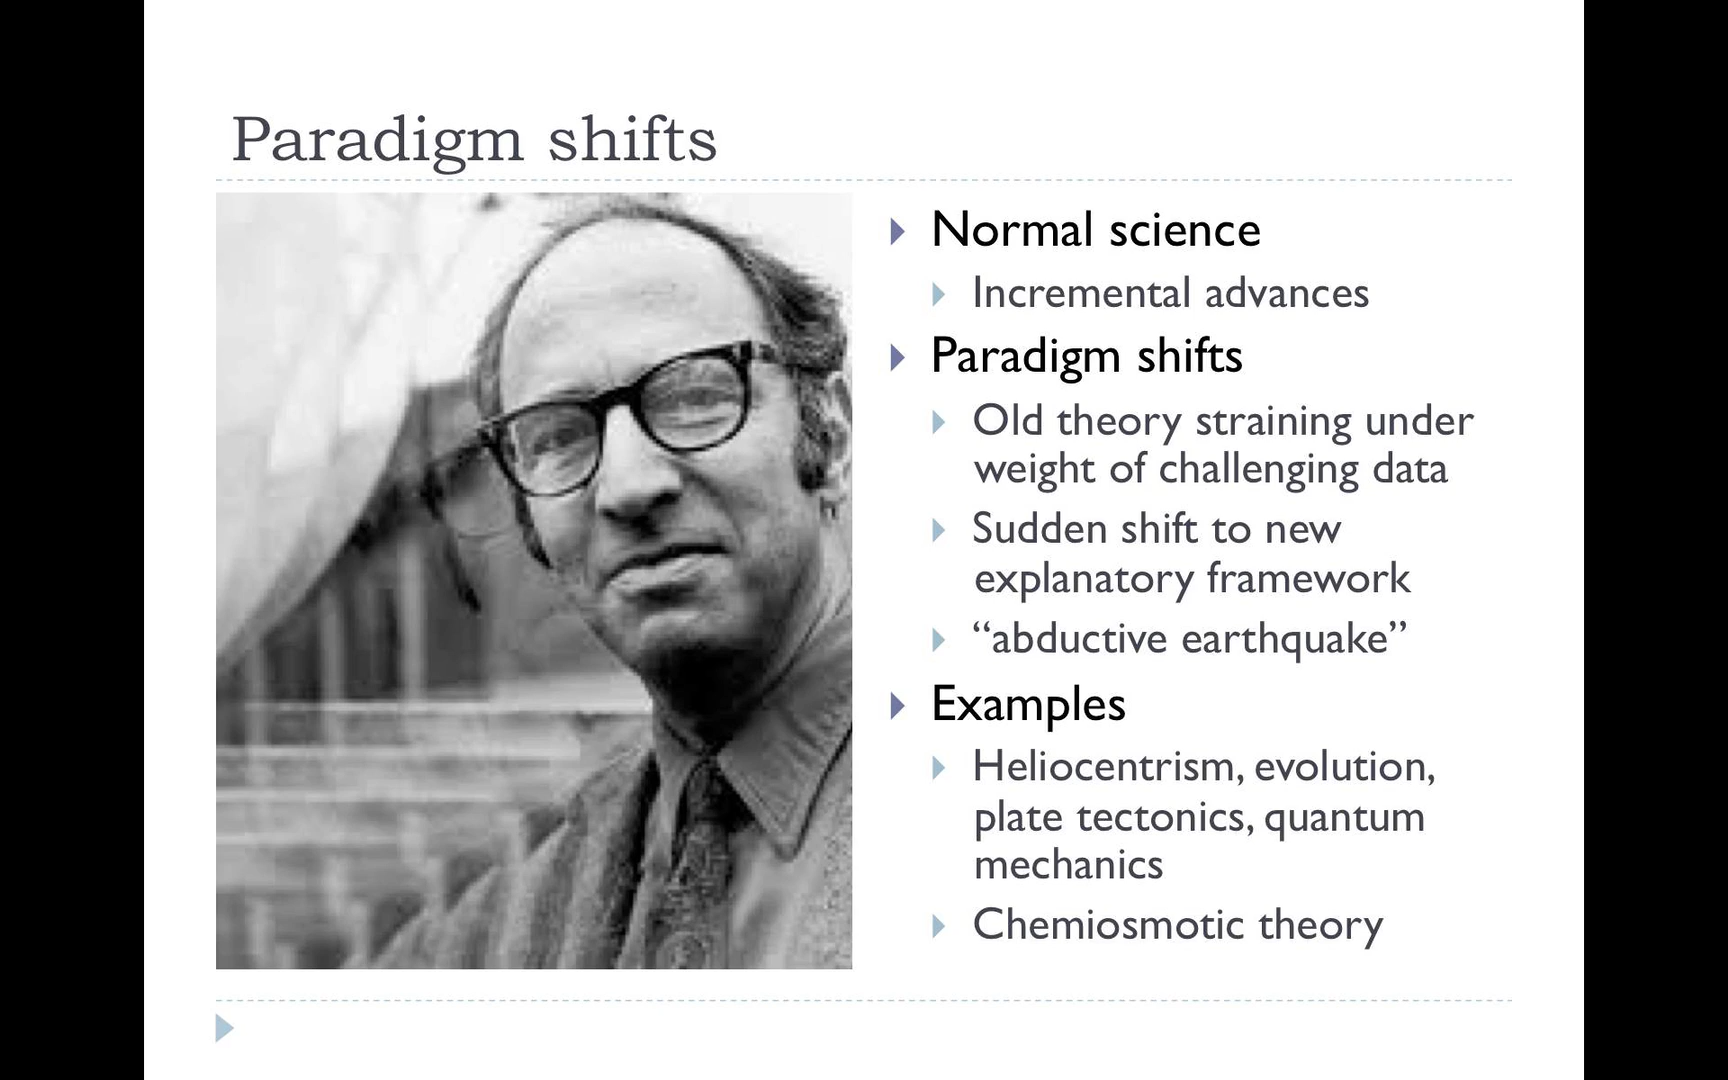 Paradigm shifts
Normal science
Incremental advances
Paradigm shifts
Old theory straining under
weight of challenging data
Sudden shift to new
explanatory framework
“abductive earthquake”
Examples
Heliocentrism, evolution,
plate tectonics, quantum
mechanics
Chemiosmotic theory